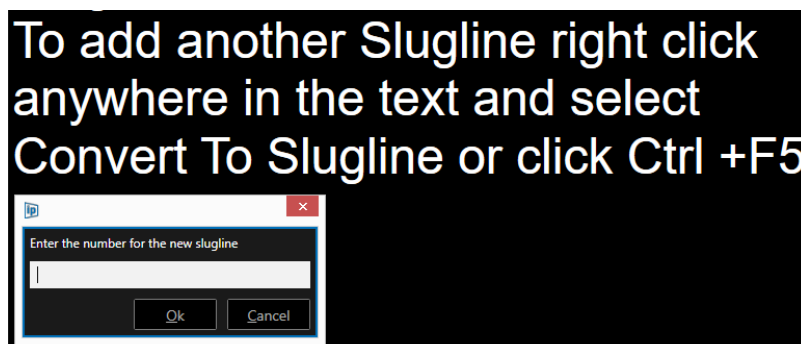 To add another Slugline right click
anywhere in the text and select
Convert To Slugline or click Ctrl +F5
ip
Enter the number for the new slugline
Ok
Cancel